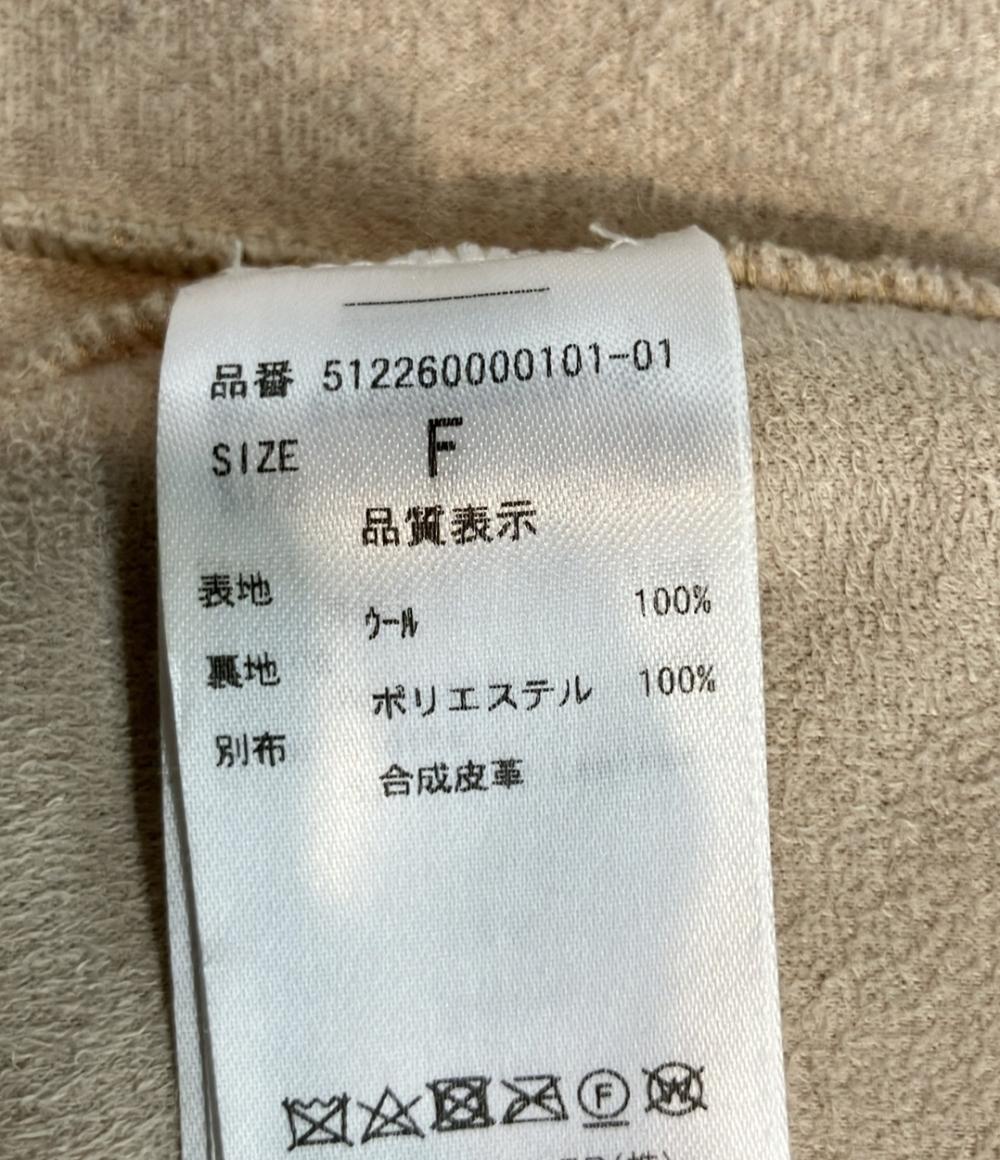 品番 512260000101-01
SIZE F
品質表示
表地 ウール 100%
裏地 ポリエステル 100%
別布 合成皮革
F
W